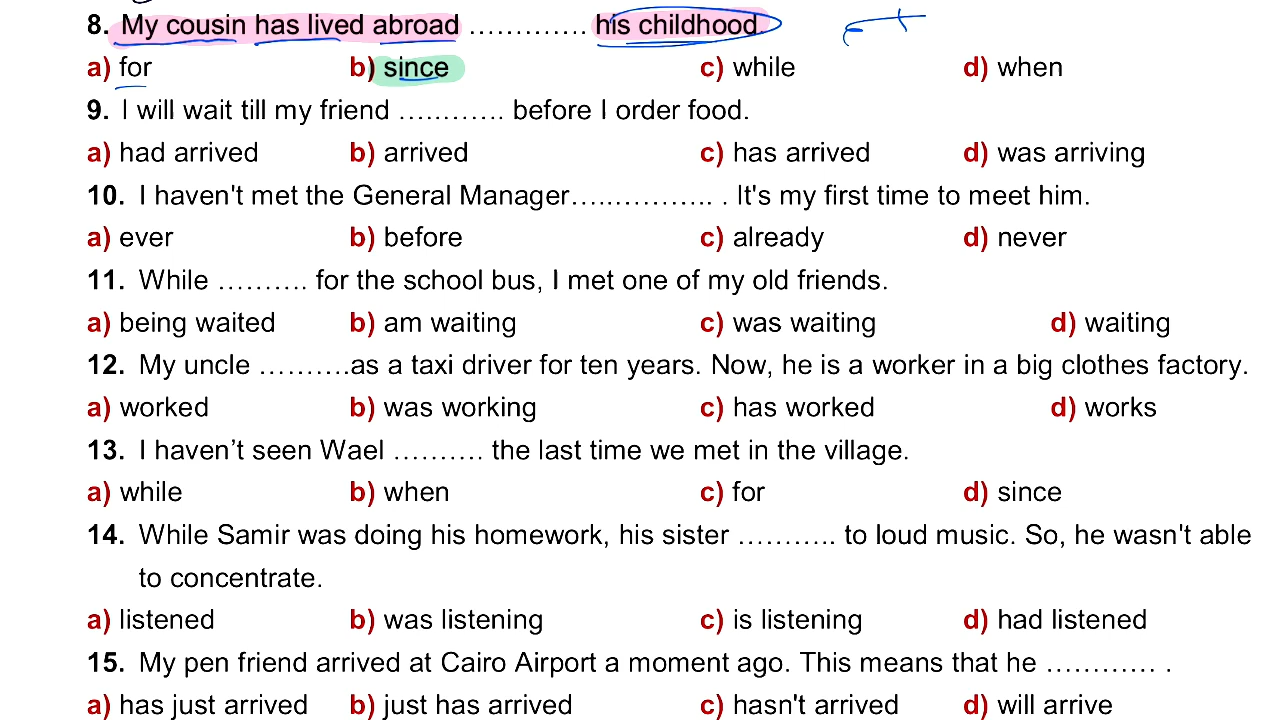 8. My cousin has lived abroad …………. his childhood.
a) for b) since c) while d) when
9. I will wait till my friend …..……. before I order food.
a) had arrived b) arrived c) has arrived d) was arriving
10. I haven't met the General Manager…..……….. . It's my first time to meet him.
a) ever b) before c) already d) never
11. While ………. for the school bus, I met one of my old friends.
a) being waited b) am waiting c) was waiting d) waiting
12. My uncle ……….as a taxi driver for ten years. Now, he is a worker in a big clothes factory.
a) worked b) was working c) has worked d) works
13. I haven’t seen Wael ………. the last time we met in the village.
a) while b) when c) for d) since
14. While Samir was doing his homework, his sister ……….. to loud music. So, he wasn't able
to concentrate.
a) listened b) was listening c) is listening d) had listened
15. My pen friend arrived at Cairo Airport a moment ago. This means that he ………… .
a) has just arrived b) just has arrived c) hasn't arrived d) will arrive